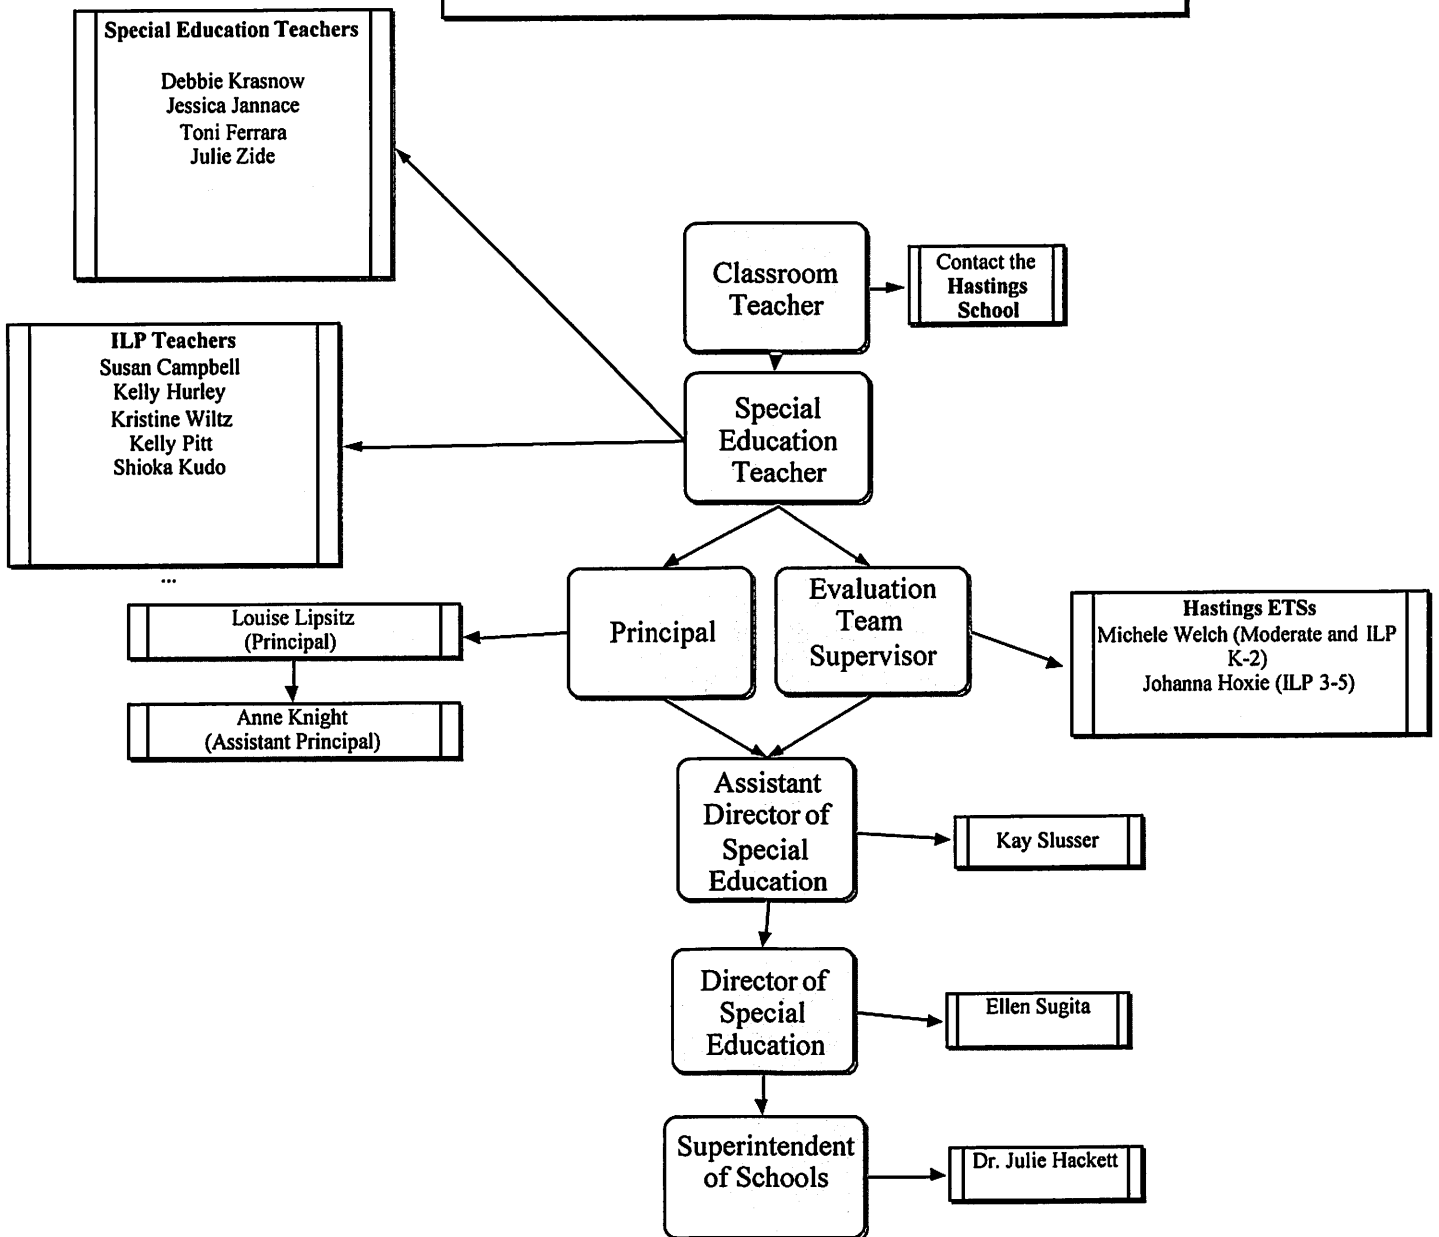 Special Education Teachers
Debbie Krasnow
Jessica Jannace
Toni Ferrara
Julie Zide
Classroom
Teacher
Contact the
Hastings
School
ILP Teachers
Susan Campbell
Kelly Hurley
Kristine Wiltz
Kelly Pitt
Shioka Kudo
...
Special
Education
Teacher
Louise Lipsitz
(Principal)
Anne Knight
(Assistant Principal)
Principal
Evaluation
Team
Supervisor
Hastings ETSs
Michele Welch (Moderate and ILP
K-2)
Johanna Hoxie (ILP 3-5)
Assistant
Director of
Special
Education
Kay Slusser
Director of
Special
Education
Ellen Sugita
Superintendent
of Schools
Dr. Julie Hackett